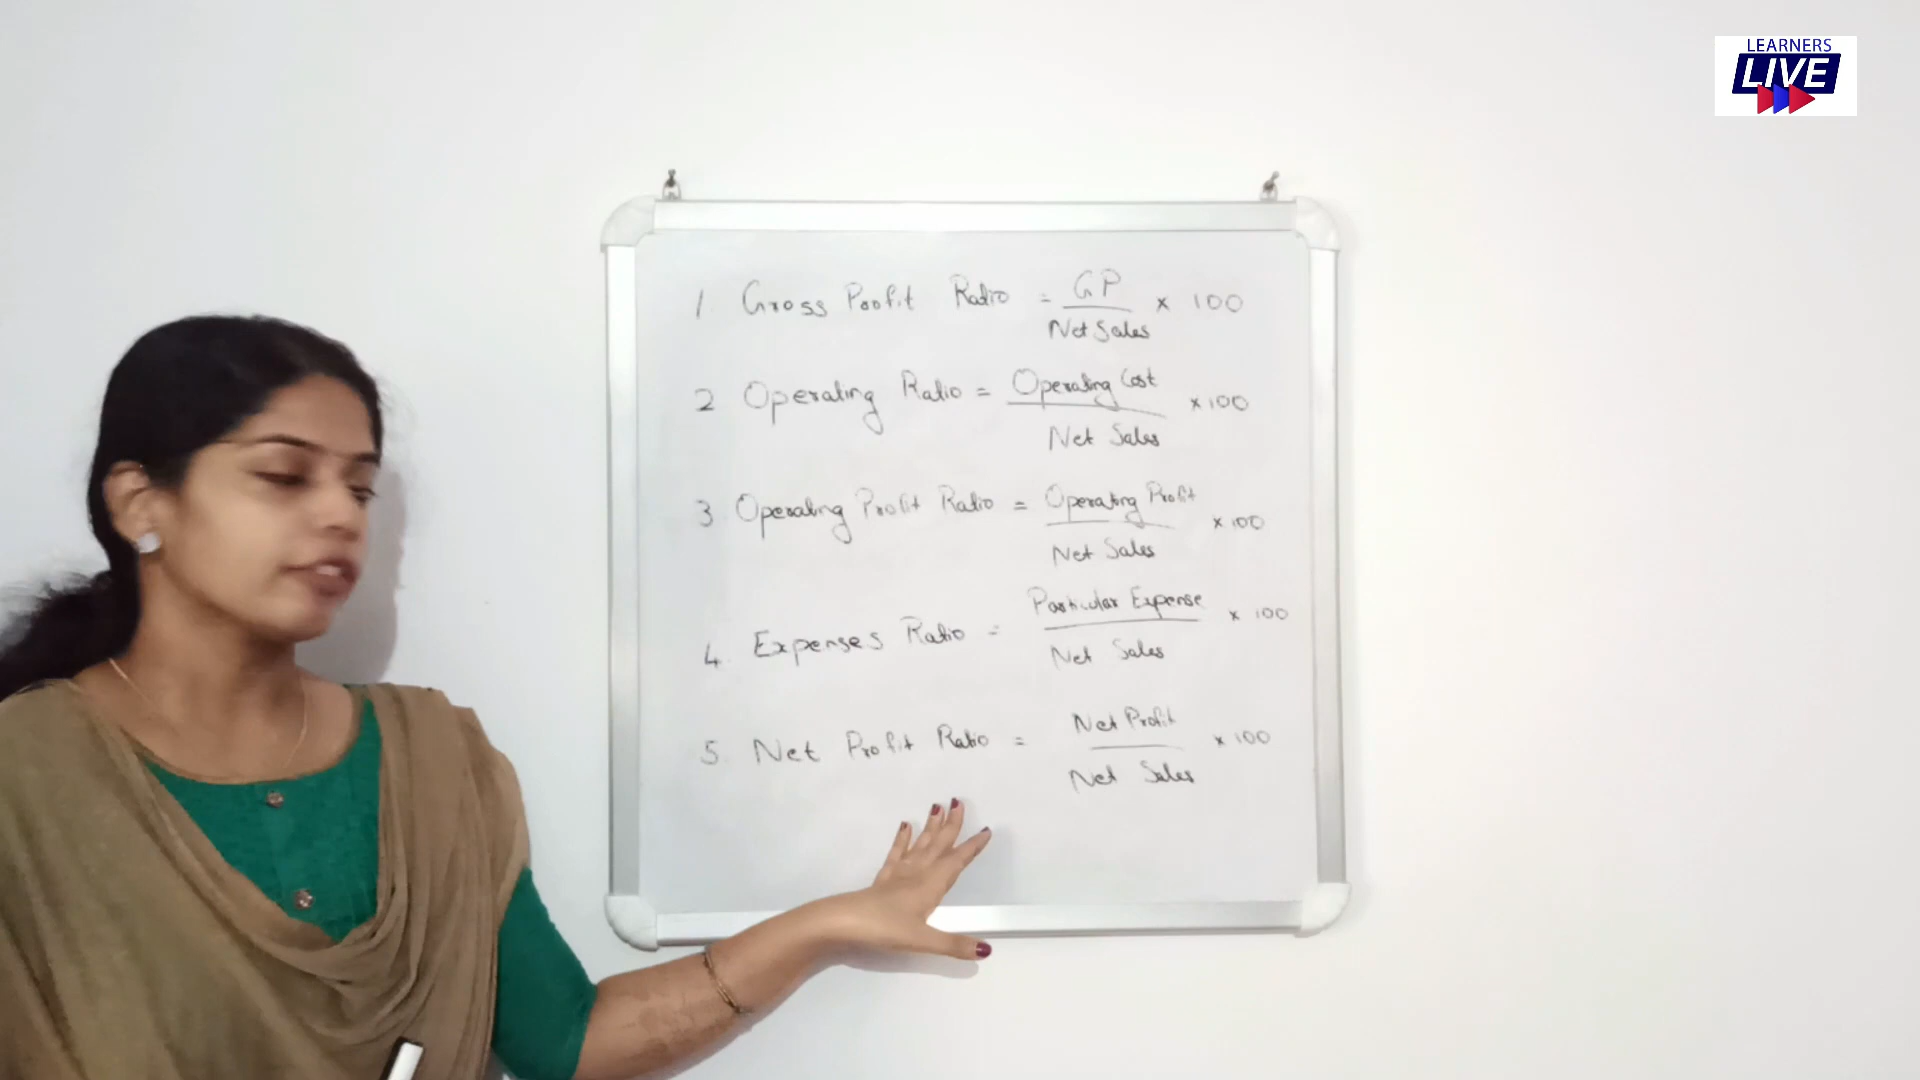 LEARNERS
LIVE
1 Gross Profit Ratio = GP / Net Sales × 100
2 Operating Ratio = Operating Cost / Net Sales × 100
3 Operating Profit Ratio = Operating Profit / Net Sales × 100
4. Expenses Ratio = Particular Expense / Net Sales × 100
5. Net Profit Ratio = Net Profit / Net Sales × 100